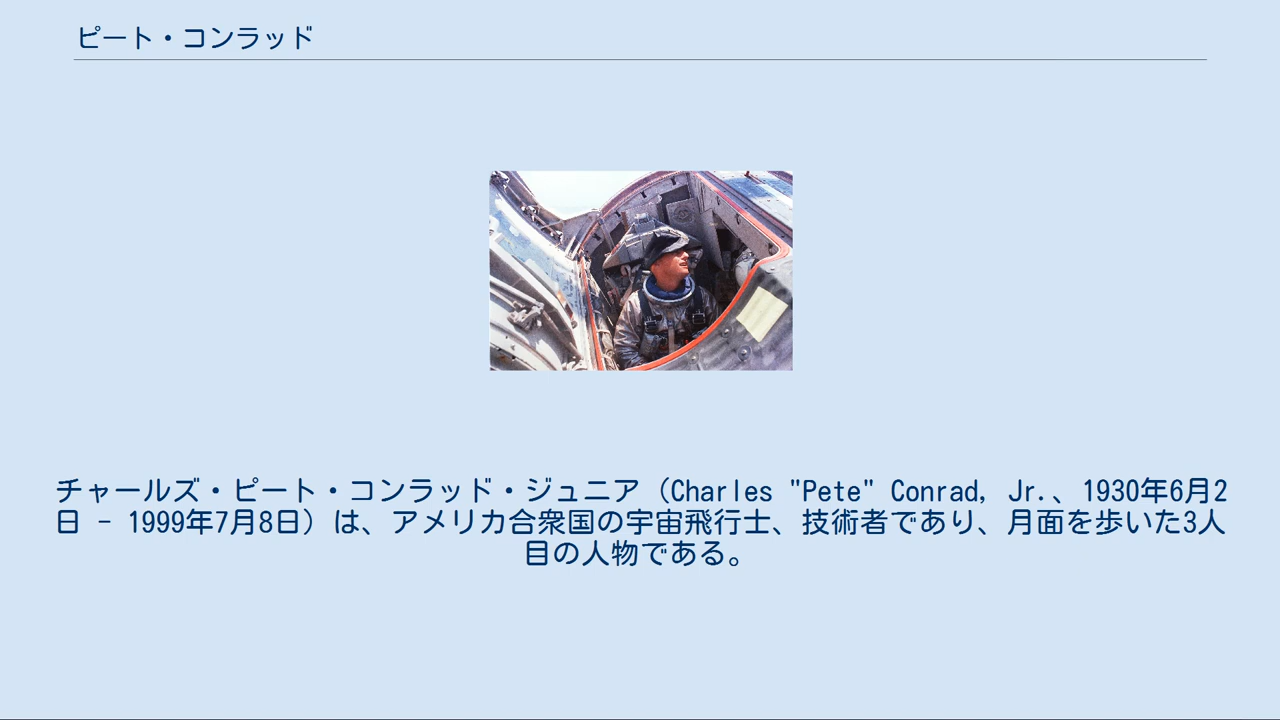 ピート・コンラッド
チャールズ・ピート・コンラッド・ジュニア（Charles "Pete" Conrad, Jr.、1930年6月2
日 - 1999年7月8日）は、アメリカ合衆国の宇宙飛行士、技術者であり、月面を歩いた3人
目の人物である。